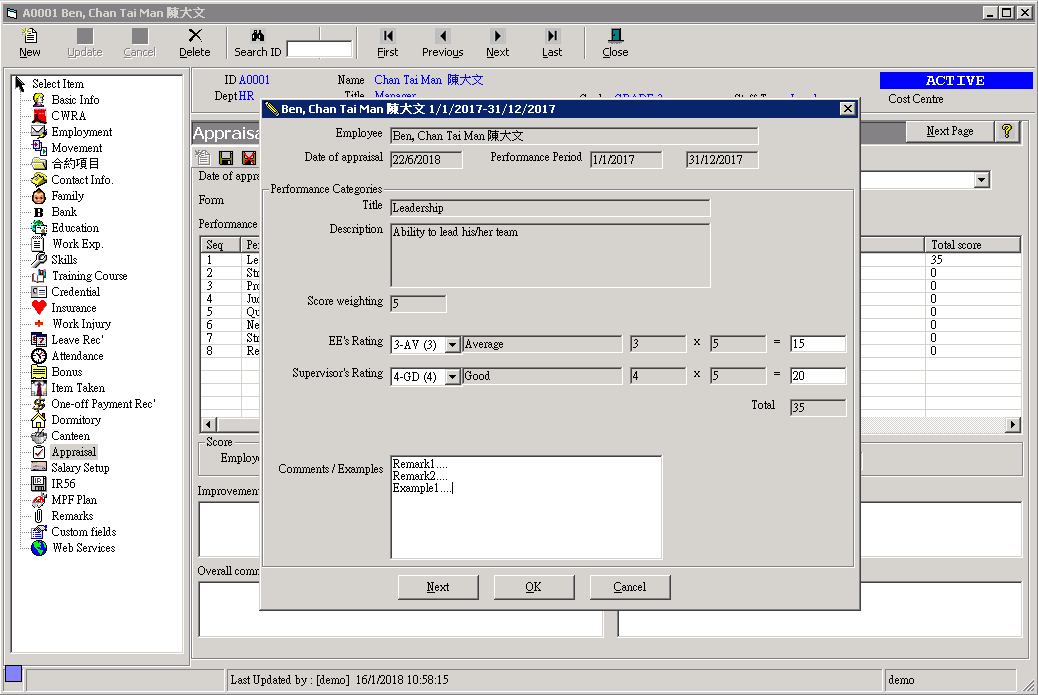 A0001 Ben, Chan Tai Man 陳大文
New Update Cancel Delete Search ID First Previous Next Last Close
Select Item
Basic Info
CWRA
Employment
Movement
合約項目
Contact Info.
Family
Bank
Education
Work Exp.
Skills
Training Course
Credential
Insurance
Work Injury
Leave Rec'
Attendance
Bonus
Item Taken
One-off Payment Rec'
Dormitory
Canteen
Appraisal
Salary Setup
IR56
MPF Plan
Remarks
Custom fields
Web Services
ID A0001 Name Chan Tai Man 陳大文 ACTIVE
Dept HR Title Manager Cost Centre
Appraisa Next Page
Date of appra
Form
Performance
Seq Per Total score
1 Le 35
2 Str 0
3 Pro 0
4 Jud 0
5 Qu 0
6 Ne 0
7 Str 0
8 Re 0
Score
Employe
Improvement
Overall comm
Ben, Chan Tai Man 陳大文 1/1/2017-31/12/2017
Employee Ben, Chan Tai Man 陳大文
Date of appraisal 22/6/2018 Performance Period 1/1/2017 31/12/2017
Performance Categories
Title Leadership
Description Ability to lead his/her team
Score weighting 5
EE's Rating 3-AV (3) Average 3 x 5 = 15
Supervisor's Rating 4-GD (4) Good 4 x 5 = 20
Total 35
Comments / Examples Remark1....
Remark2....
Example1....
Next OK Cancel
Last Updated by : [demo] 16/1/2018 10:58:15 demo